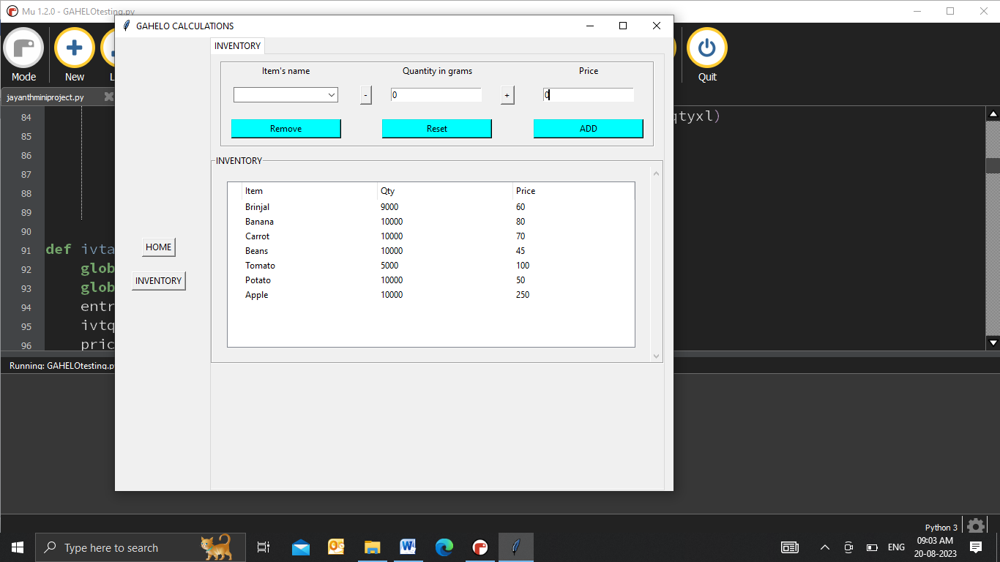 Mu 1.2.0 - GAHELOtesting.py
GAHELO CALCULATIONS
Mode
New
L
Quit
jayanthminiproject.py
INVENTORY
Item's name Quantity in grams Price
- 0 + 0
Remove Reset ADD
INVENTORY
Item Qty Price
Brinjal 9000 60
Banana 10000 80
Carrot 10000 70
Beans 10000 45
Tomato 5000 100
Potato 10000 50
Apple 10000 250
HOME
INVENTORY
84 qtyxl)
85
86
87
88
89
90
91 def ivta
92 glob
93 glob
94 entr
95 ivtq
96 pric
Running: GAHELOtesting.py
Python 3
Type here to search
ENG
09:03 AM
20-08-2023